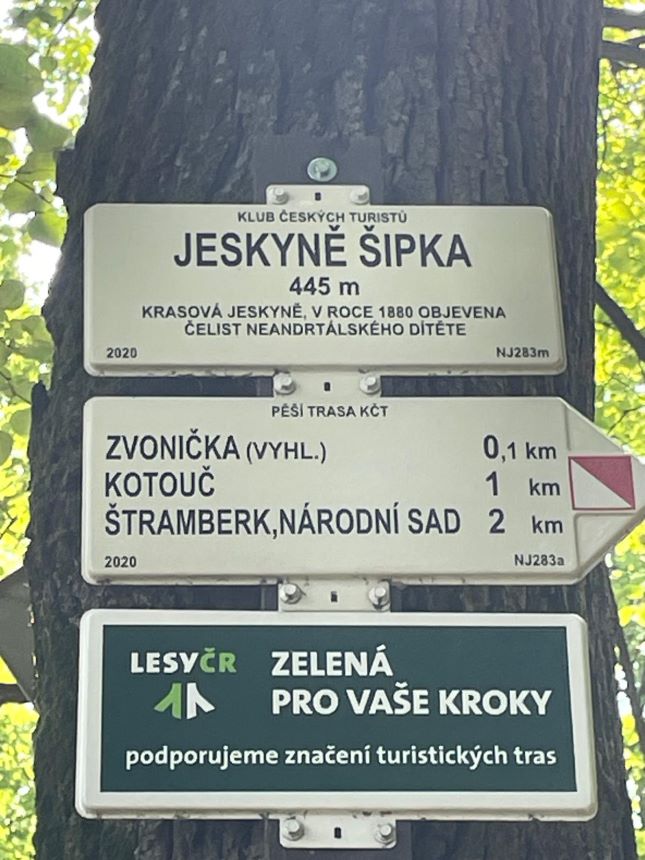 KLUB ČESKÝCH TURISTŮ
JESKYNĚ ŠIPKA
445 m
KRASOVÁ JESKYNĚ, V ROCE 1880 OBJEVENA
ČELIST NEANDRTÁLSKÉHO DÍTĚTE
2020 NJ283m
PĚŠÍ TRASA KČT
ZVONIČKA (VYHL.) 0,1 km
KOTOUČ 1 km
ŠTRAMBERK,NÁRODNÍ SAD 2 km
2020 NJ283a
LESY ČR
ZELENÁ
PRO VAŠE KROKY
podporujeme značení turistických tras